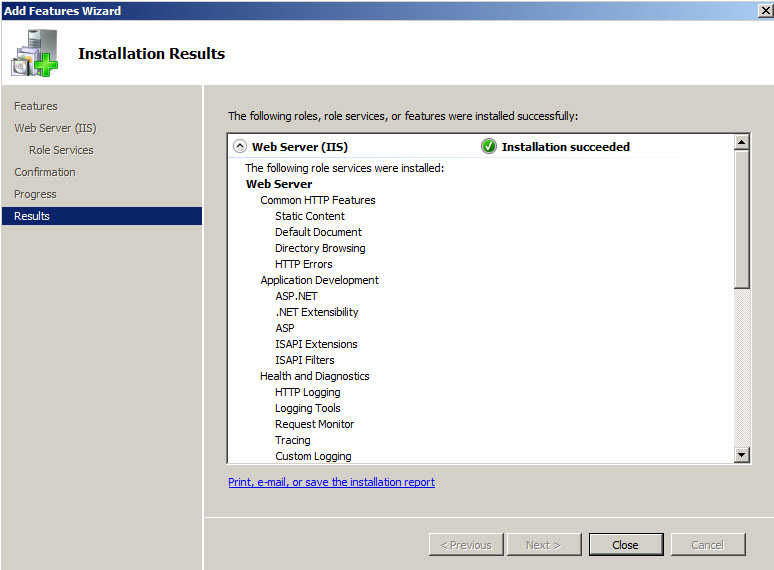 Add Features Wizard
Installation Results
Features
Web Server (IIS)
Role Services
Confirmation
Progress
Results
The following roles, role services, or features were installed successfully:
Web Server (IIS) Installation succeeded
The following role services were installed:
Web Server
Common HTTP Features
Static Content
Default Document
Directory Browsing
HTTP Errors
Application Development
ASP.NET
.NET Extensibility
ASP
ISAPI Extensions
ISAPI Filters
Health and Diagnostics
HTTP Logging
Logging Tools
Request Monitor
Tracing
Custom Logging
Print, e-mail, or save the installation report
< Previous Next > Close Cancel